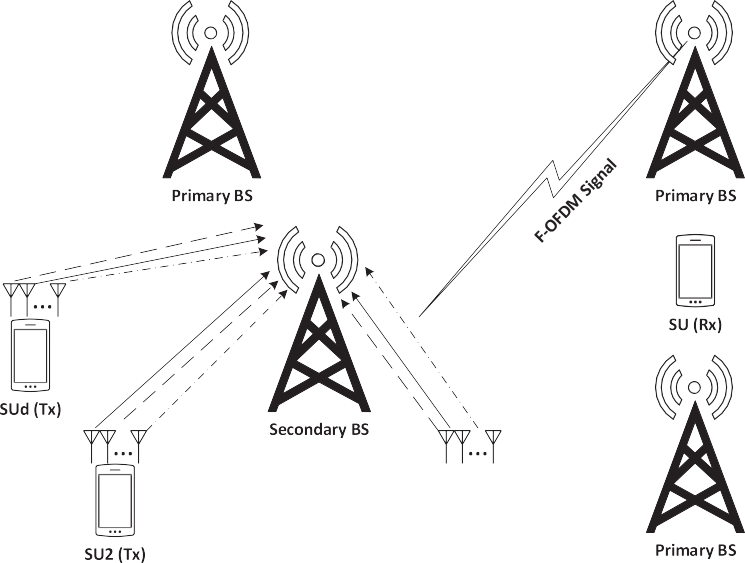 Primary BS
Primary BS
F-OFDM Signal
SU (Rx)
SUd (Tx)
Secondary BS
SU2 (Tx)
Primary BS